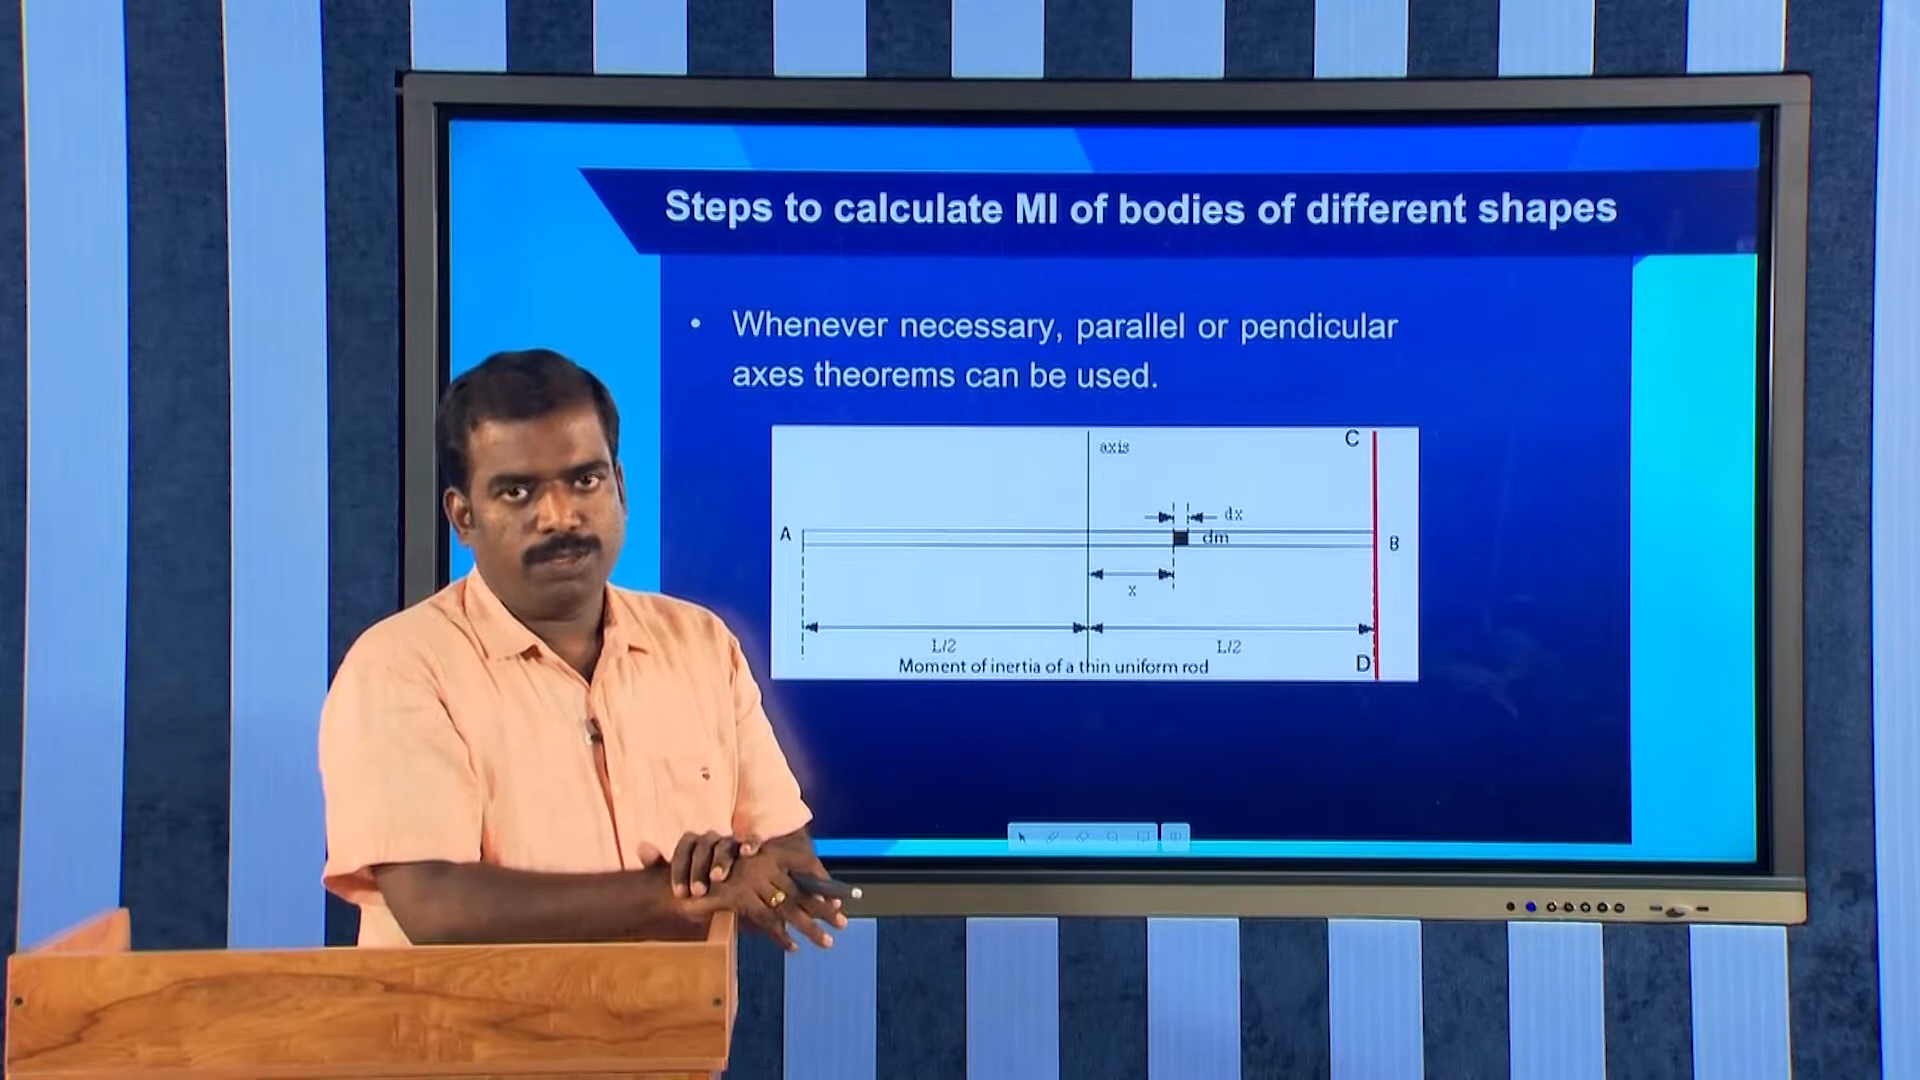 Steps to calculate MI of bodies of different shapes
• Whenever necessary, parallel or pendicular
axes theorems can be used.
axis
C
dx
A
dm
B
x
L/2
L/2
D
Moment of inertia of a thin uniform rod